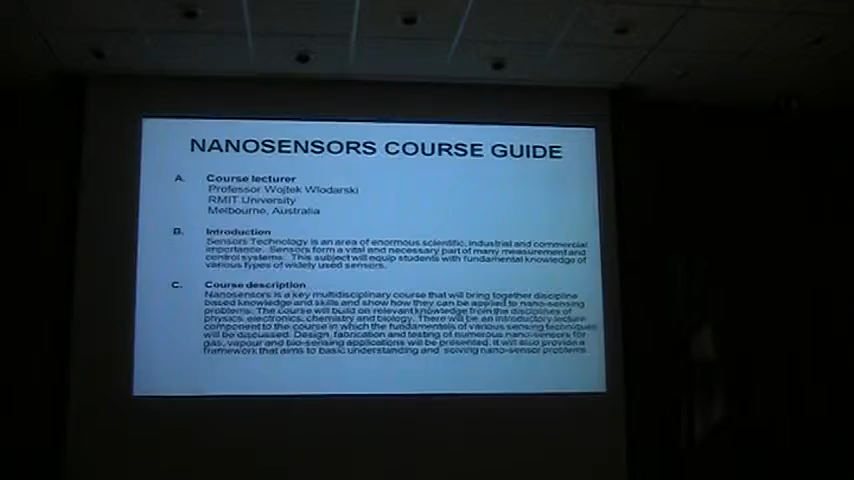 NANOSENSORS COURSE GUIDE
A. Course lecturer
Professor Wojtek Wlodarski
RMIT University
Melbourne, Australia
B. Introduction
Sensors Technology is an area of enormous scientific, industrial and commercial
importance. Sensors form a vital and necessary part of many measurement and
control systems. This subject will equip students with fundamental knowledge of
various types of widely used sensors.
C. Course description
Nanosensors is a key multidisciplinary course that will bring together discipline
based knowledge and skills and show how they can be applied to nano-sensing
problems. The course will build on relevant knowledge from the disciplines of
physics, electronics, chemistry and biology. There will be an introductory lecture
component to the course in which the fundamentals of various sensing techniques
will be discussed. Design, fabrication and testing of numerous nano-sensors for
gas, vapour and bio-sensing applications will be presented. It will also provide a
framework that aims to basic understanding and solving nano-sensor problems.